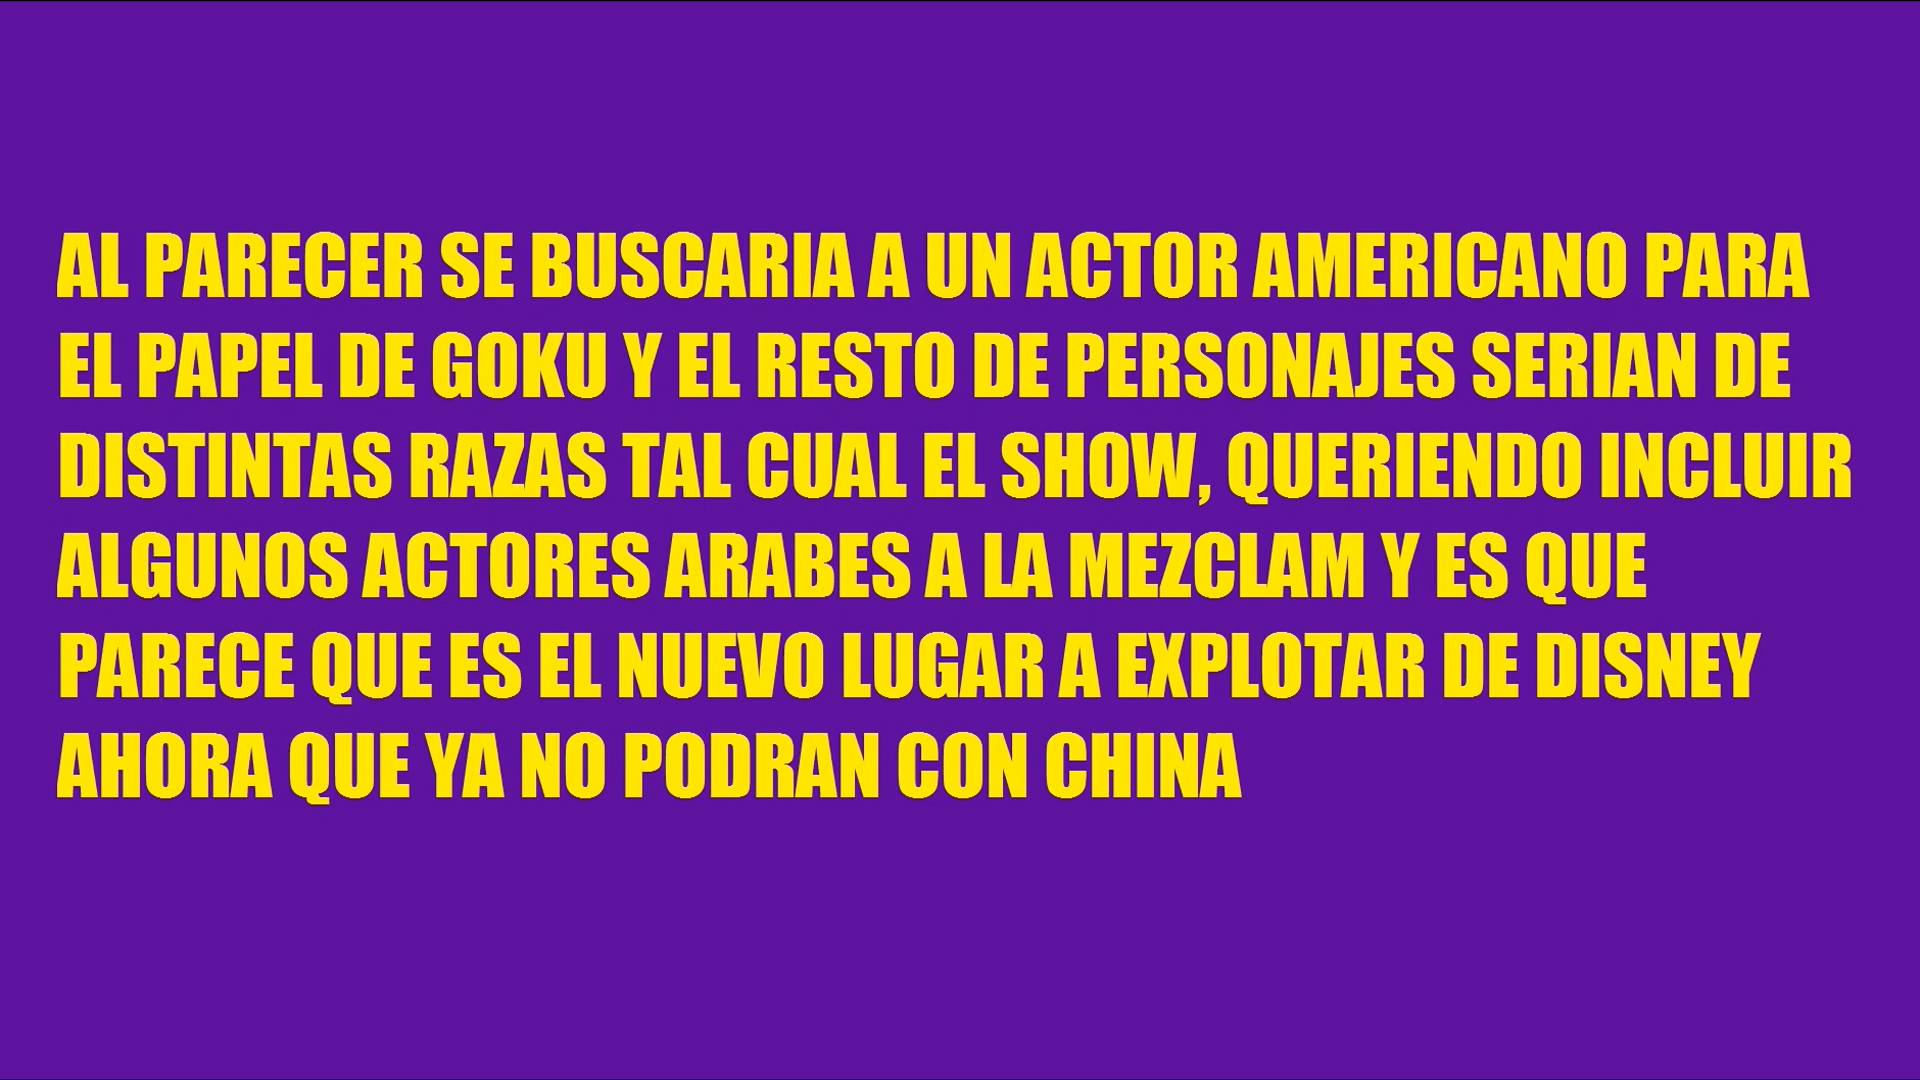 AL PARECER SE BUSCARIA A UN ACTOR AMERICANO PARA
EL PAPEL DE GOKU Y EL RESTO DE PERSONAJES SERIAN DE
DISTINTAS RAZAS TAL CUAL EL SHOW, QUERIENDO INCLUIR
ALGUNOS ACTORES ARABES A LA MEZCLAM Y ES QUE
PARECE QUE ES EL NUEVO LUGAR A EXPLOTAR DE DISNEY
AHORA QUE YA NO PODRAN CON CHINA